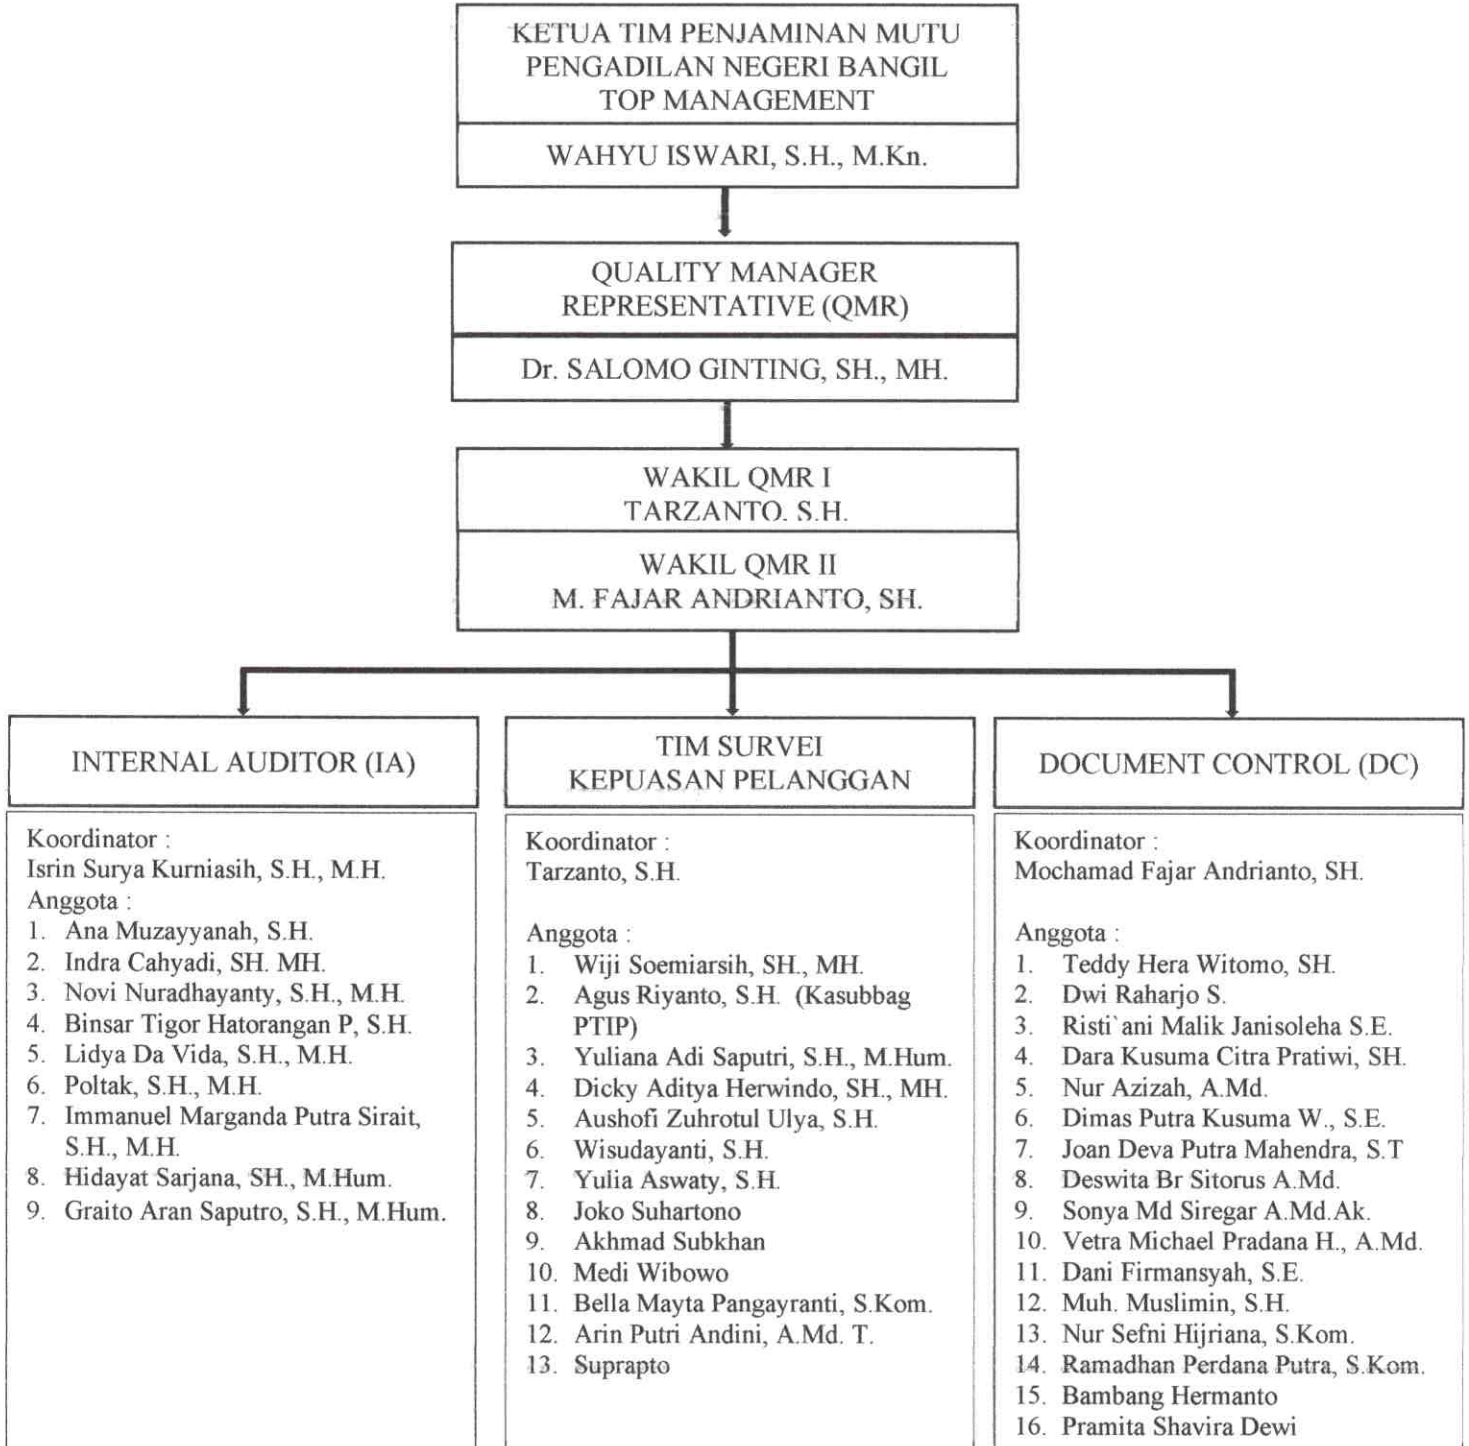 KETUA TIM PENJAMINAN MUTU
PENGADILAN NEGERI BANGIL
TOP MANAGEMENT
WAHYU ISWARI, S.H., M.Kn.
QUALITY MANAGER
REPRESENTATIVE (QMR)
Dr. SALOMO GINTING, SH., MH.
WAKIL QMR I
TARZANTO. S.H.
WAKIL QMR II
M. FAJAR ANDRIANTO, SH.
INTERNAL AUDITOR (IA)
Koordinator :
Isrin Surya Kurniasih, S.H., M.H.
Anggota :
1. Ana Muzayyanah, S.H.
2. Indra Cahyadi, SH. MH.
3. Novi Nuradhayanty, S.H., M.H.
4. Binsar Tigor Hatorangan P, S.H.
5. Lidya Da Vida, S.H., M.H.
6. Poltak, S.H., M.H.
7. Immanuel Marganda Putra Sirait,
S.H., M.H.
8. Hidayat Sarjana, SH., M.Hum.
9. Graito Aran Saputro, S.H., M.Hum.
TIM SURVEI
KEPUASAN PELANGGAN
Koordinator :
Tarzanto, S.H.
Anggota :
1. Wiji Soemiarsih, SH., MH.
2. Agus Riyanto, S.H. (Kasubbag
PTIP)
3. Yuliana Adi Saputri, S.H., M.Hum.
4. Dicky Aditya Herwindo, SH., MH.
5. Aushofi Zuhrotul Ulya, S.H.
6. Wisudayanti, S.H.
7. Yulia Aswaty, S.H.
8. Joko Suhartono
9. Akhmad Subkhan
10. Medi Wibowo
11. Bella Mayta Pangayranti, S.Kom.
12. Arin Putri Andini, A.Md. T.
13. Suprapto
DOCUMENT CONTROL (DC)
Koordinator :
Mochamad Fajar Andrianto, SH.
Anggota :
1. Teddy Hera Witomo, SH.
2. Dwi Raharjo S.
3. Risti`ani Malik Janisoleha S.E.
4. Dara Kusuma Citra Pratiwi, SH.
5. Nur Azizah, A.Md.
6. Dimas Putra Kusuma W., S.E.
7. Joan Deva Putra Mahendra, S.T
8. Deswita Br Sitorus A.Md.
9. Sonya Md Siregar A.Md.Ak.
10. Vetra Michael Pradana H., A.Md.
11. Dani Firmansyah, S.E.
12. Muh. Muslimin, S.H.
13. Nur Sefni Hijriana, S.Kom.
14. Ramadhan Perdana Putra, S.Kom.
15. Bambang Hermanto
16. Pramita Shavira Dewi